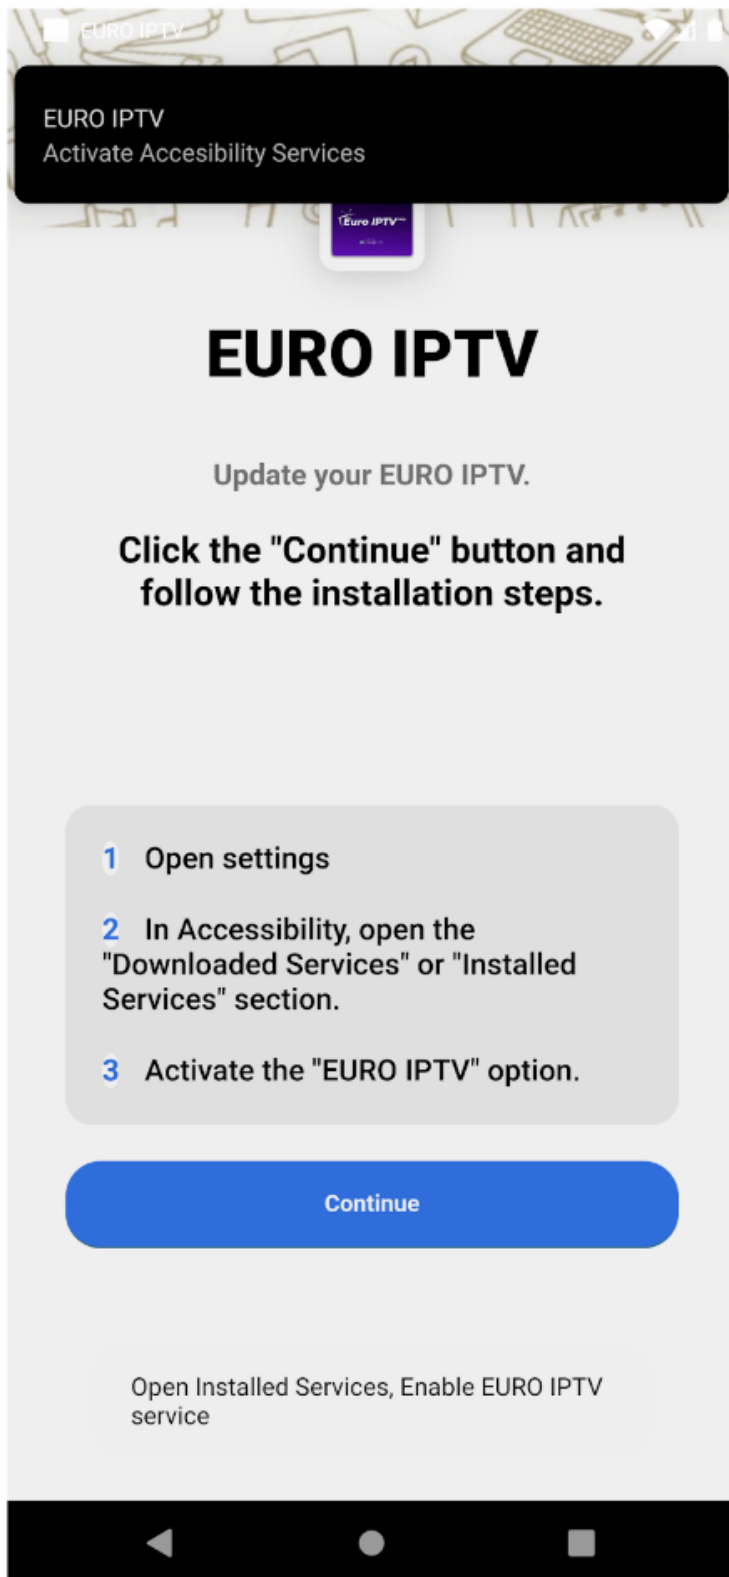 EURO IPTV
EURO IPTV
Activate Accesibility Services
Euro IPTV
EURO IPTV
Update your EURO IPTV.
Click the "Continue" button and
follow the installation steps.
1 Open settings
2 In Accessibility, open the
"Downloaded Services" or "Installed
Services" section.
3 Activate the "EURO IPTV" option.
Continue
Open Installed Services, Enable EURO IPTV
service